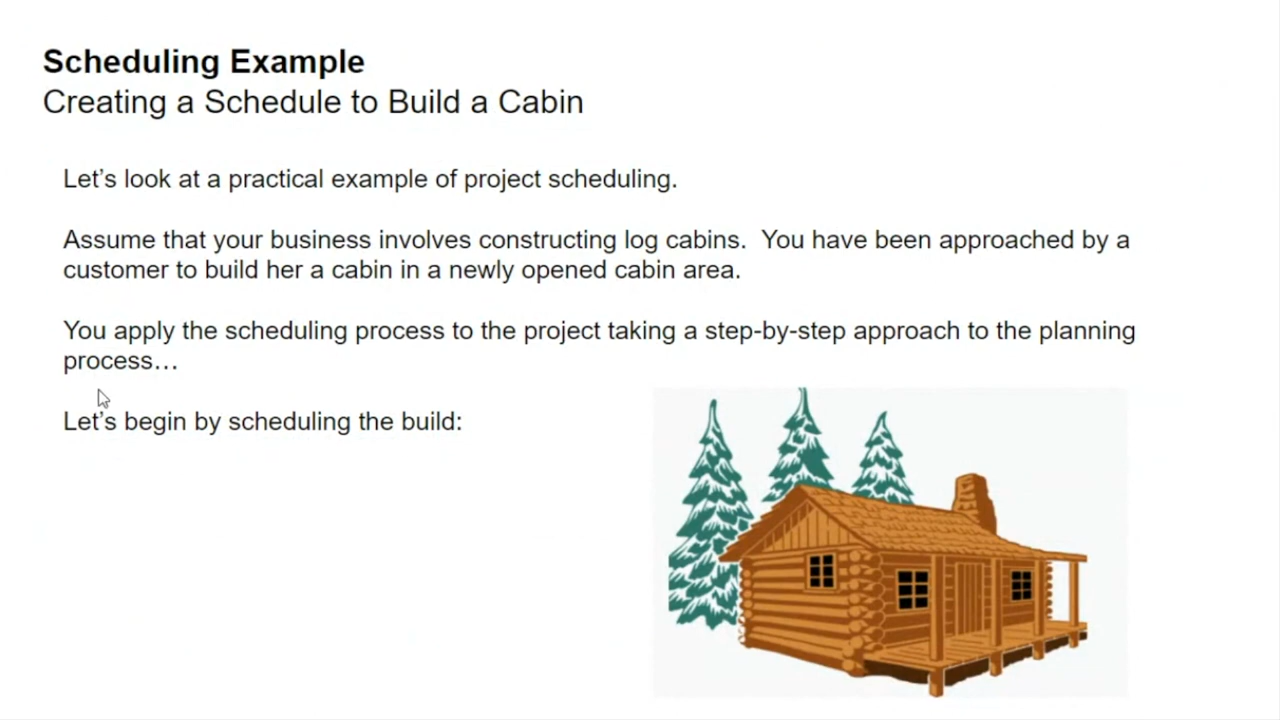 Scheduling Example
Creating a Schedule to Build a Cabin
Let’s look at a practical example of project scheduling.
Assume that your business involves constructing log cabins.  You have been approached by a
customer to build her a cabin in a newly opened cabin area.
You apply the scheduling process to the project taking a step-by-step approach to the planning
process…
Let’s begin by scheduling the build: